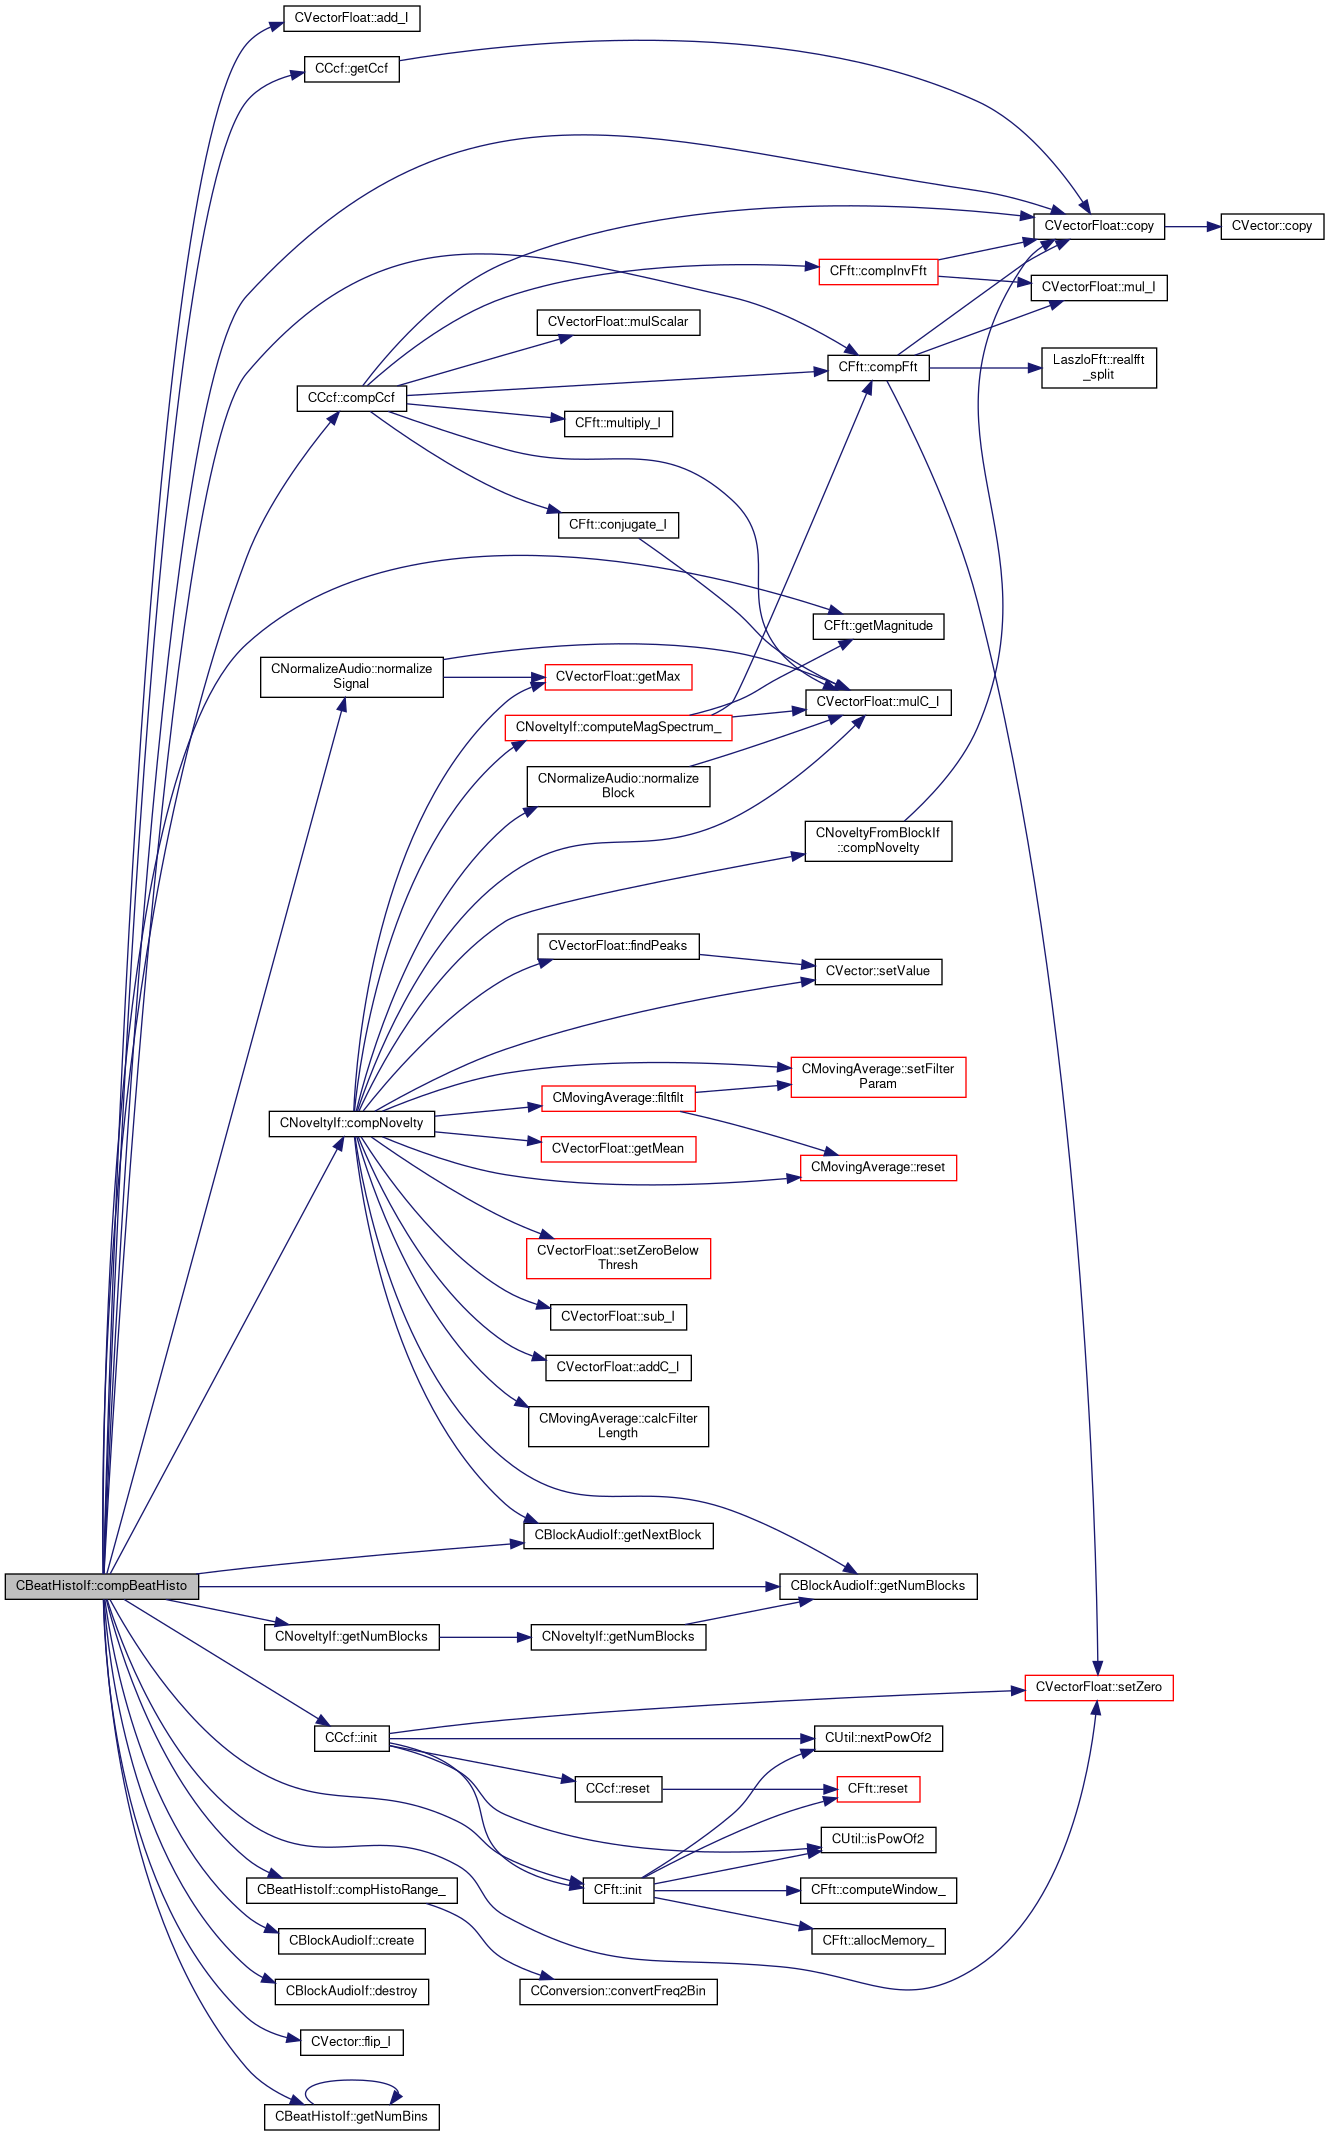 CVectorFloat::add_I
CCcf::getCcf
CVectorFloat::copy
CVector::copy
CFft::compInvFft
CVectorFloat::mul_I
CVectorFloat::mulScalar
CFft::compFft
LaszloFft::realfft
_split
CCcf::compCcf
CFft::multiply_I
CFft::conjugate_I
CFft::getMagnitude
CNormalizeAudio::normalize
Signal
CVectorFloat::getMax
CVectorFloat::mulC_I
CNoveltyIf::computeMagSpectrum_
CNormalizeAudio::normalize
Block
CNoveltyFromBlockIf
::compNovelty
CVectorFloat::findPeaks
CVector::setValue
CMovingAverage::setFilter
Param
CMovingAverage::filtfilt
CNoveltyIf::compNovelty
CVectorFloat::getMean
CMovingAverage::reset
CVectorFloat::setZeroBelow
Thresh
CVectorFloat::sub_I
CVectorFloat::addC_I
CMovingAverage::calcFilter
Length
CBlockAudioIf::getNextBlock
CBeatHistoIf::compBeatHisto
CBlockAudioIf::getNumBlocks
CNoveltyIf::getNumBlocks
CNoveltyIf::getNumBlocks
CVectorFloat::setZero
CCcf::init
CUtil::nextPowOf2
CCcf::reset
CFft::reset
CUtil::isPowOf2
CBeatHistoIf::compHistoRange_
CFft::init
CFft::computeWindow_
CBlockAudioIf::create
CFft::allocMemory_
CBlockAudioIf::destroy
CConversion::convertFreq2Bin
CVector::flip_I
CBeatHistoIf::getNumBins